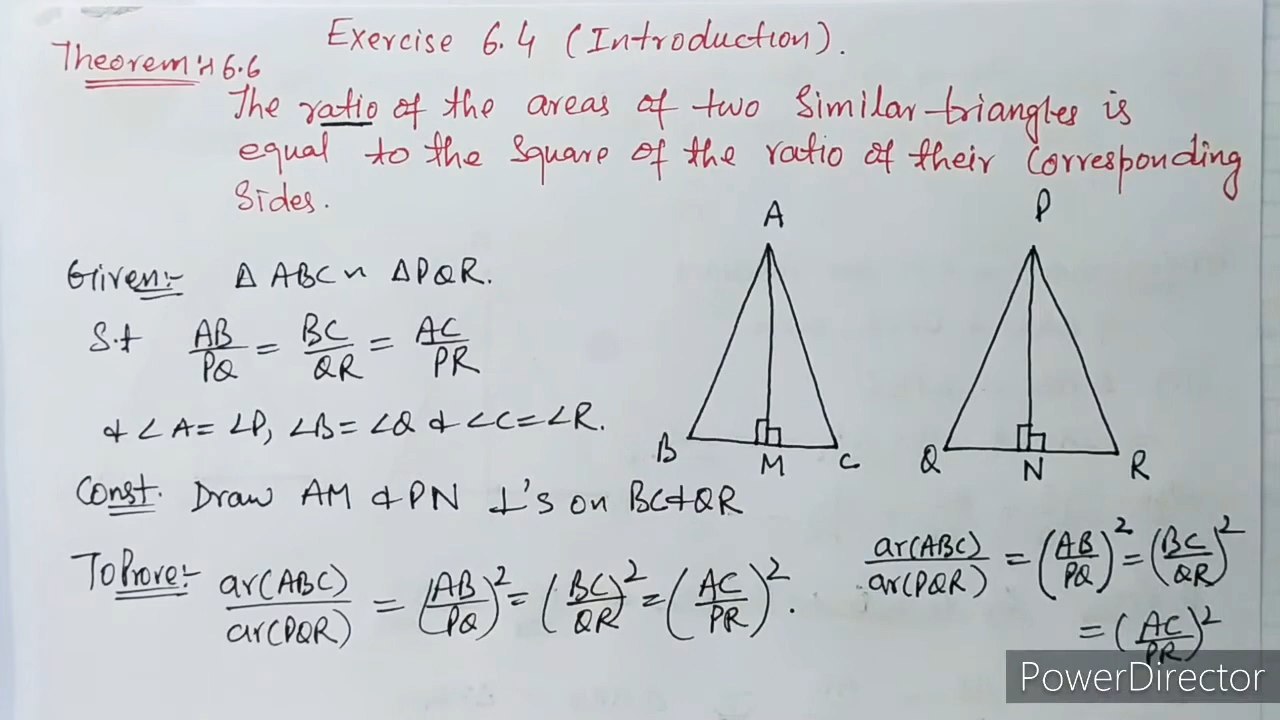 Exercise 6.4 (Introduction).
Theorem:- 6.6
The ratio of the areas of two similar triangles is
equal to the square of the ratio of their corresponding
sides.
Given:- Δ ABC ~ ΔPQR.
S.t AB/PQ = BC/QR = AC/PR
& ∠A = ∠P, ∠B = ∠Q & ∠C = ∠R.
Const. Draw AM & PN ⊥'s on BC & QR
To Prove:- ar(ABC)/ar(PQR) = (AB/PQ)² = (BC/QR)² = (AC/PR)².
A
B
M
C
P
Q
N
R
ar(ABC)/ar(PQR) = (AB/PQ)² = (BC/QR)²
= (AC/PR)²
PowerDirector